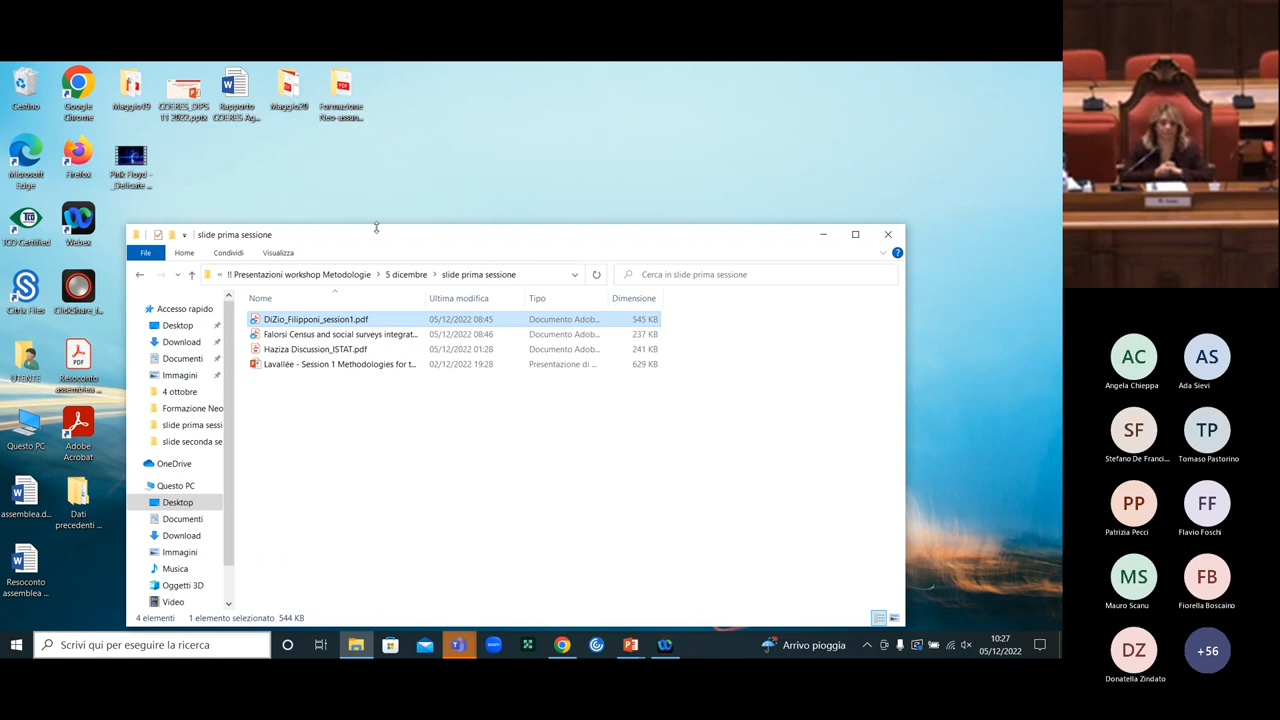 Cestino
Google Chrome
Maggio19
COERES_DIPS 11 2022.pptx
Rapporto COERES Ag...
Maggio20
Formazione Neo-assun...
Microsoft Edge
Firefox
Pink Floyd - _Delicate ...
TCO Certified
Webex
Citrix Files
UTENTE
Resoconto assemblea ...
Questo PC
Adobe Acrobat
assemblea.d...
Dati precedenti ...
Resoconto assemblea ...
slide prima sessione
File
Home
Condividi
Visualizza
« !! Presentazioni workshop Metodologie > 5 dicembre > slide prima sessione
Cerca in slide prima sessione
Nome
Ultima modifica
Tipo
Dimensione
DiZio_Filipponi_session1.pdf 05/12/2022 08:45 Documento Adob... 545 KB
Falorsi Census and social surveys integrat... 05/12/2022 08:46 Documento Adob... 237 KB
Haziza Discussion_ISTAT.pdf 05/12/2022 01:28 Documento Adob... 241 KB
Lavallée - Session 1 Methodologies for t... 02/12/2022 19:28 Presentazione di ... 629 KB
Accesso rapido
Desktop
Download
Documenti
Immagini
4 ottobre
Formazione Neo
slide prima sessi
slide seconda se
OneDrive
Questo PC
Desktop
Documenti
Download
Immagini
Musica
Oggetti 3D
Video
4 elementi 1 elemento selezionato 544 KB
Scrivi qui per eseguire la ricerca
Arrivo pioggia
10:27
05/12/2022
AC
Angela Chieppa
AS
Ada Sievi
SF
Stefano De Franci...
TP
Tomaso Pastorino
PP
Patrizia Pecci
FF
Flavio Foschi
MS
Mauro Scanu
FB
Fiorella Boscaino
DZ
Donatella Zindato
+56